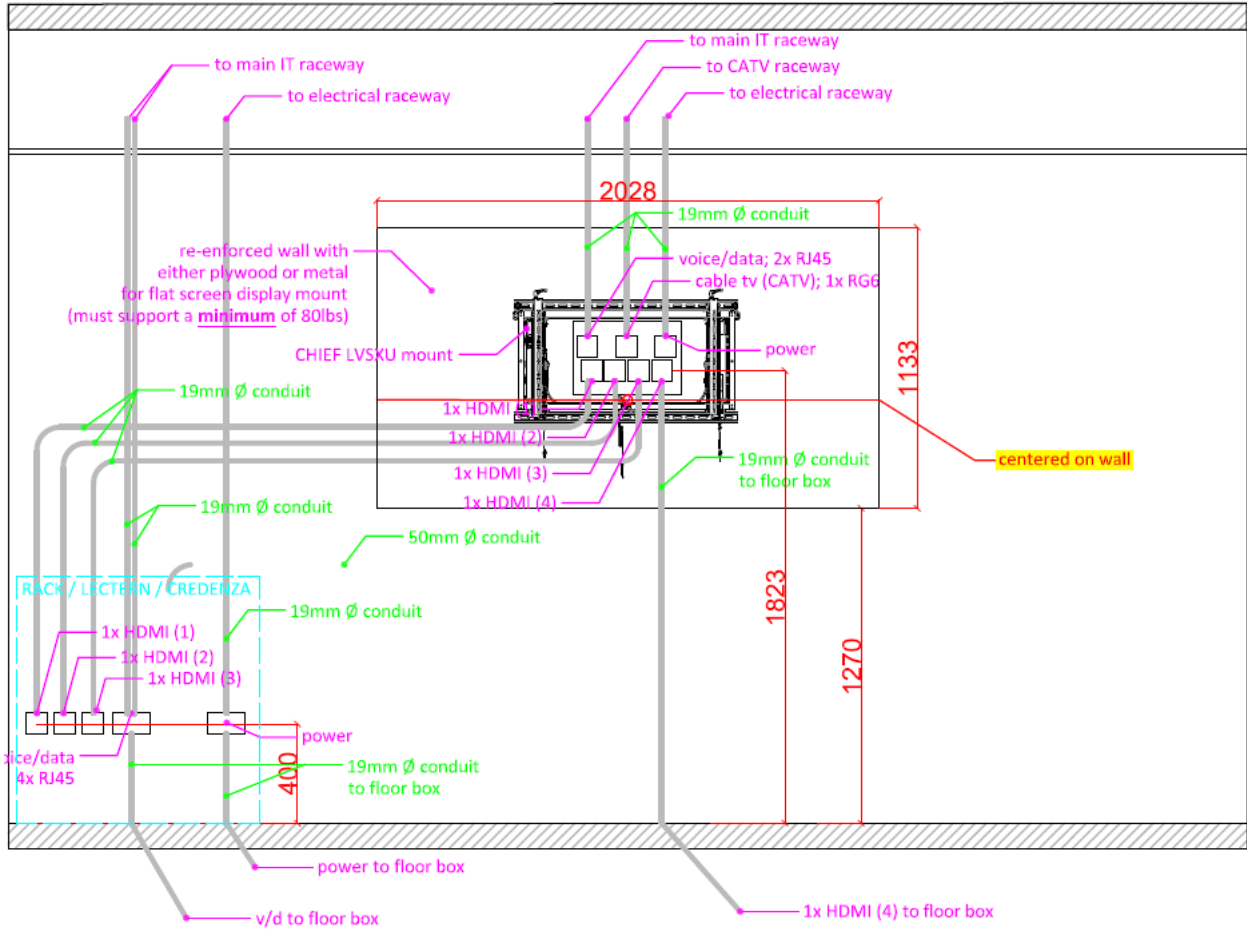 to main IT raceway
to CATV raceway
to electrical raceway
to main IT raceway
to electrical raceway
2028
19mm Ø conduit
re-enforced wall with
either plywood or metal
for flat screen display mount
(must support a minimum of 80lbs)
voice/data; 2x RJ45
cable tv (CATV); 1x RG6
CHIEF LVSXU mount
power
1133
19mm Ø conduit
1x HDMI (1)
1x HDMI (2)
1x HDMI (3)
1x HDMI (4)
19mm Ø conduit
to floor box
centered on wall
19mm Ø conduit
50mm Ø conduit
1823
1270
RACK / LECTERN / CREDENZA
19mm Ø conduit
1x HDMI (1)
1x HDMI (2)
1x HDMI (3)
power
ice/data
4x RJ45
400
19mm Ø conduit
to floor box
power to floor box
v/d to floor box
1x HDMI (4) to floor box